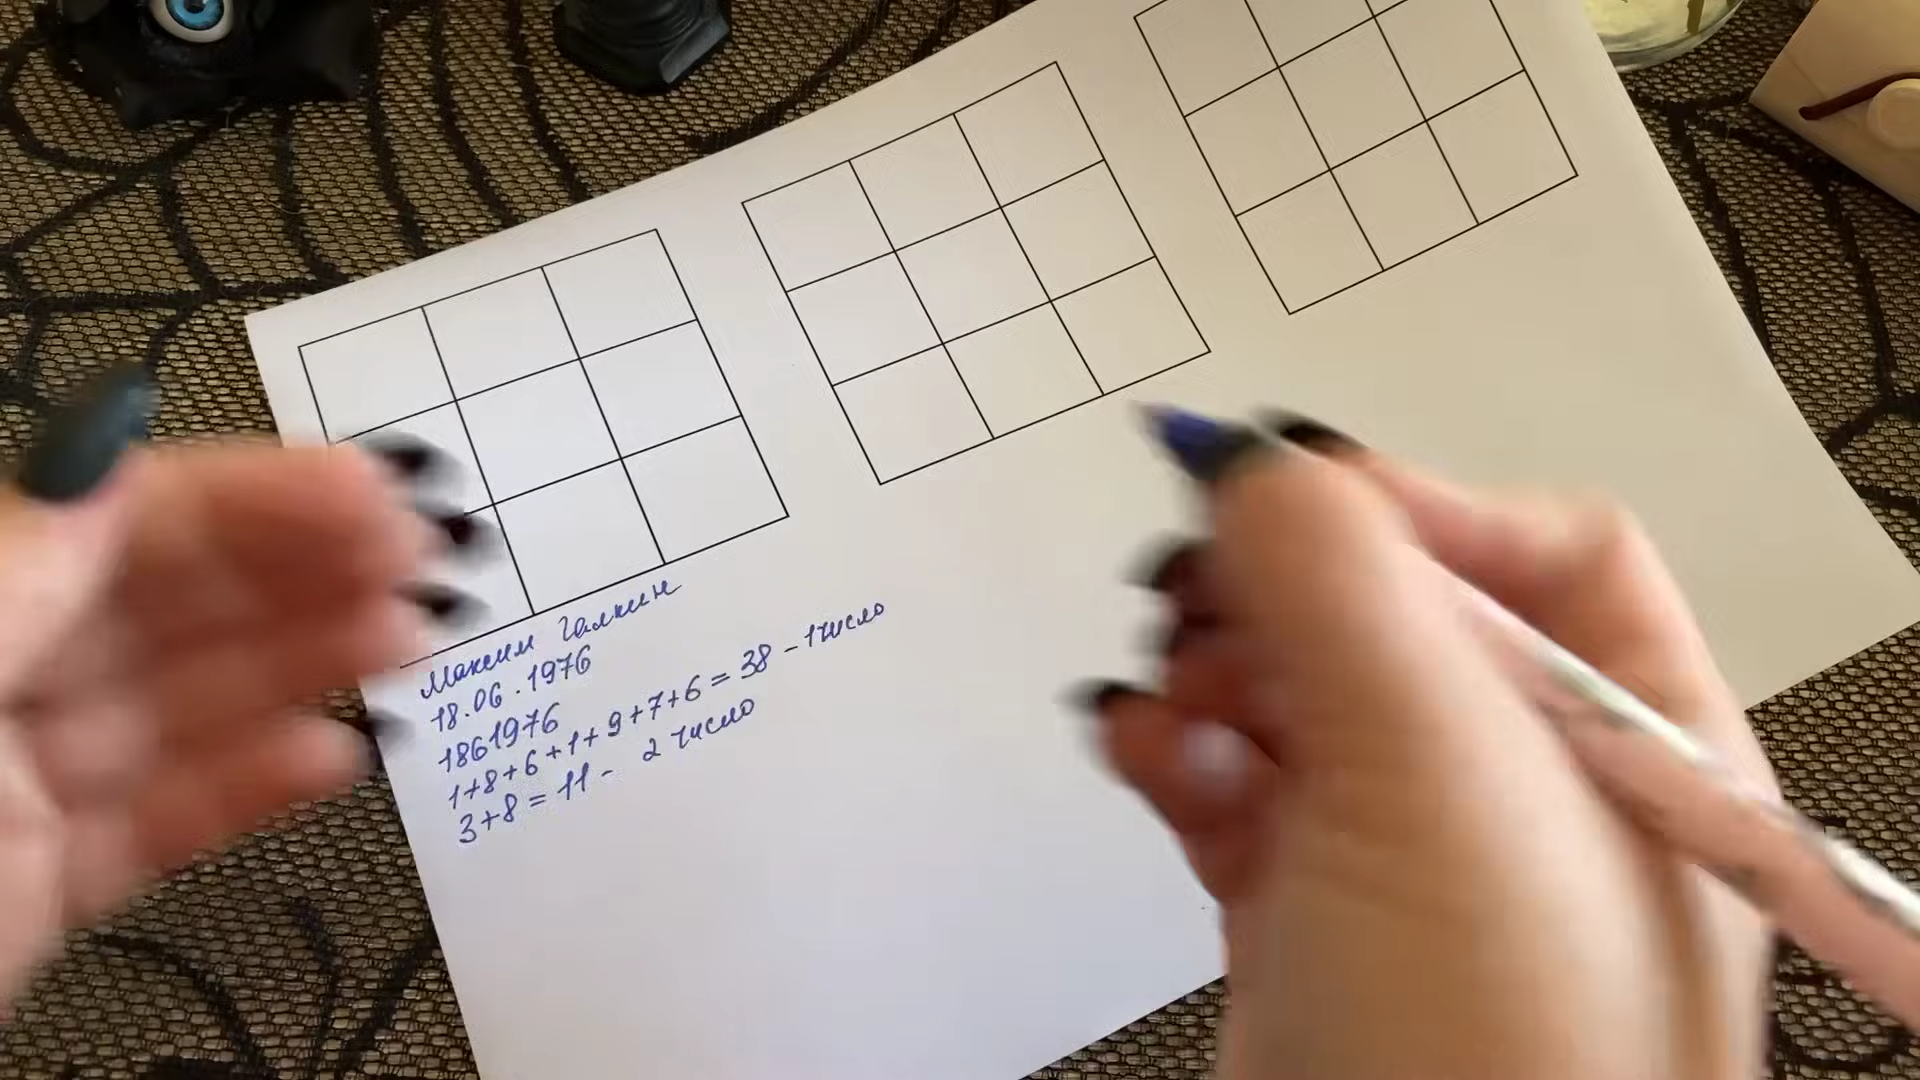 Максим Галкин
18.06.1976
1861976
1+8+6+1+9+7+6=38 - 1 число
3+8=11 - 2 число